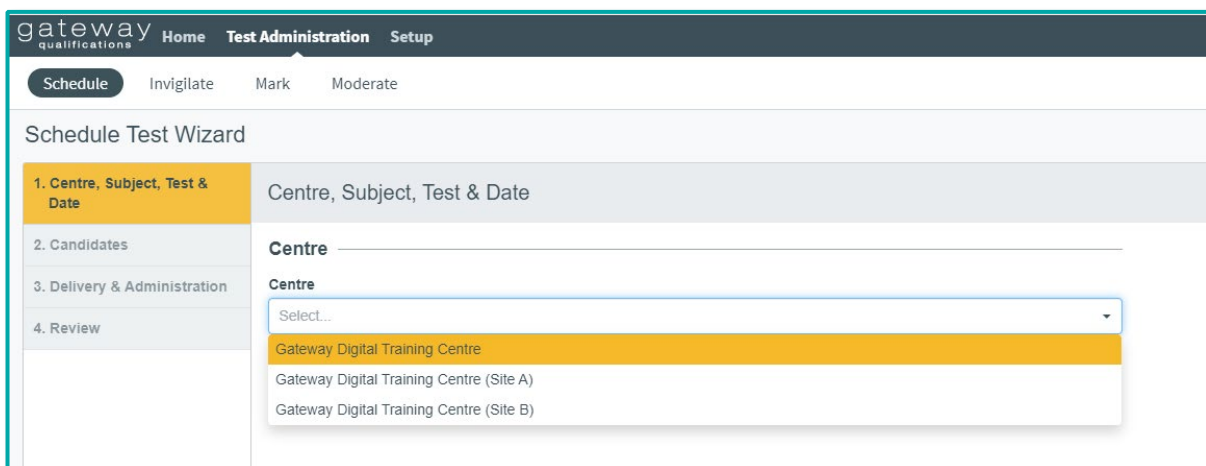 gateway
qualifications
Home Test Administration Setup
Schedule Invigilate Mark Moderate
Schedule Test Wizard
1. Centre, Subject, Test &
Date
2. Candidates
3. Delivery & Administration
4. Review
Centre, Subject, Test & Date
Centre
Centre
Select...
Gateway Digital Training Centre
Gateway Digital Training Centre (Site A)
Gateway Digital Training Centre (Site B)